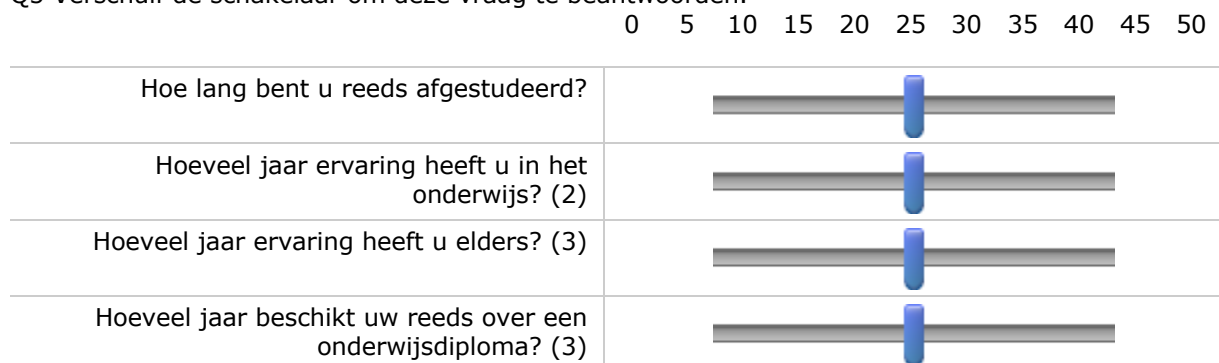 0 5 10 15 20 25 30 35 40 45 50
Hoe lang bent u reeds afgestudeerd?
Hoeveel jaar ervaring heeft u in het
onderwijs? (2)
Hoeveel jaar ervaring heeft u elders? (3)
Hoeveel jaar beschikt uw reeds over een
onderwijsdiploma? (3)